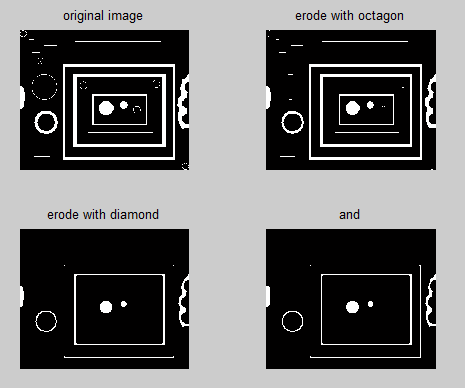 original image
erode with octagon
erode with diamond
and